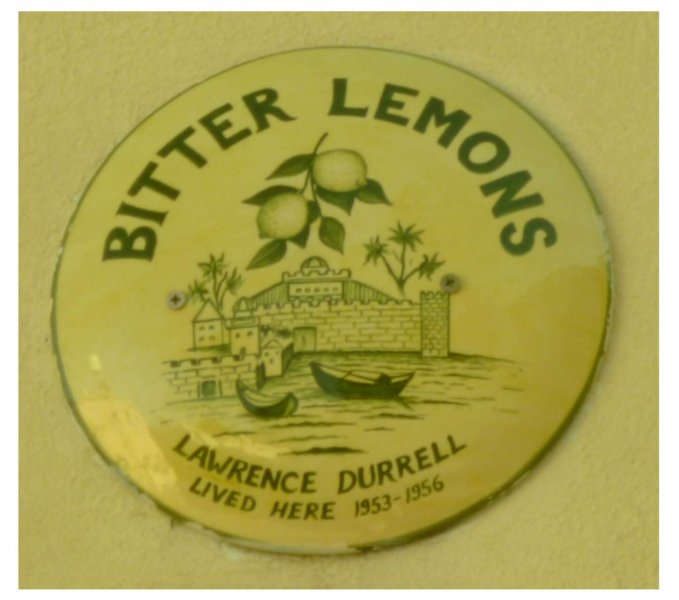 BITTER LEMONS
LAWRENCE DURRELL
LIVED HERE 1953-1956